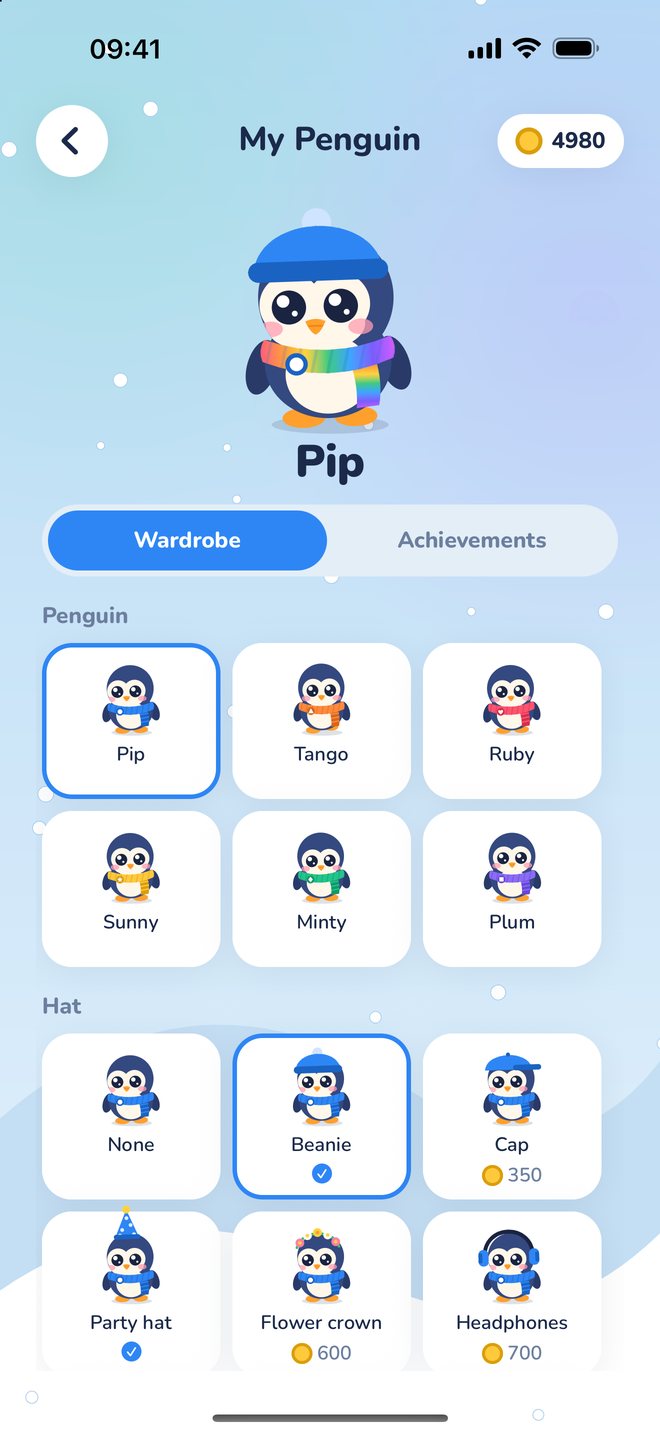 09:41
My Penguin
4980
Pip
Wardrobe
Achievements
Penguin
Pip
Tango
Ruby
Sunny
Minty
Plum
Hat
None
Beanie
Cap
350
Party hat
Flower crown
600
Headphones
700